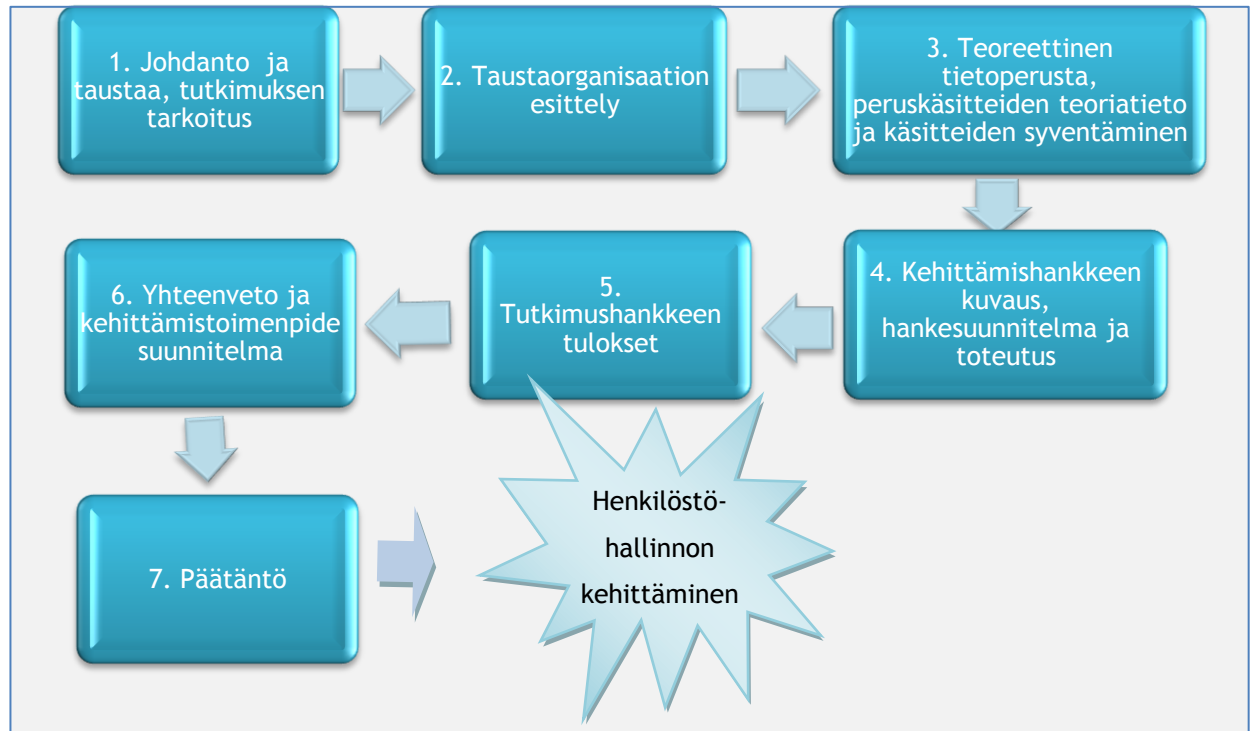 1. Johdanto ja
taustaa, tutkimuksen
tarkoitus
2. Taustaorganisaation
esittely
3. Teoreettinen
tietoperusta,
peruskäsitteiden teoriatieto
ja käsitteiden syventäminen
4. Kehittämishankkeen
kuvaus,
hankesuunnitelma ja
toteutus
5.
Tutkimushankkeen
tulokset
6. Yhteenveto ja
kehittämistoimenpide
suunnitelma
7. Päätäntö
Henkilöstö-
hallinnon
kehittäminen